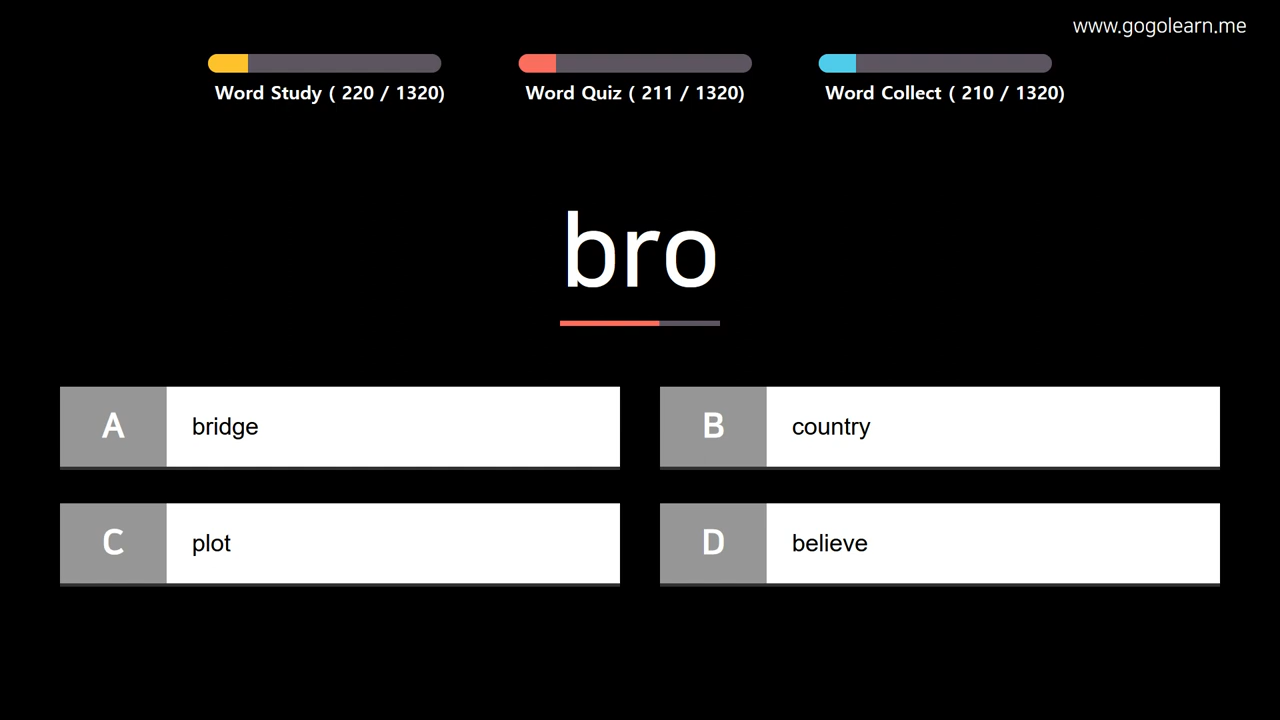 www.gogolearn.me
Word Study ( 220 / 1320)
Word Quiz ( 211 / 1320)
Word Collect ( 210 / 1320)
bro
A bridge
B country
C plot
D believe